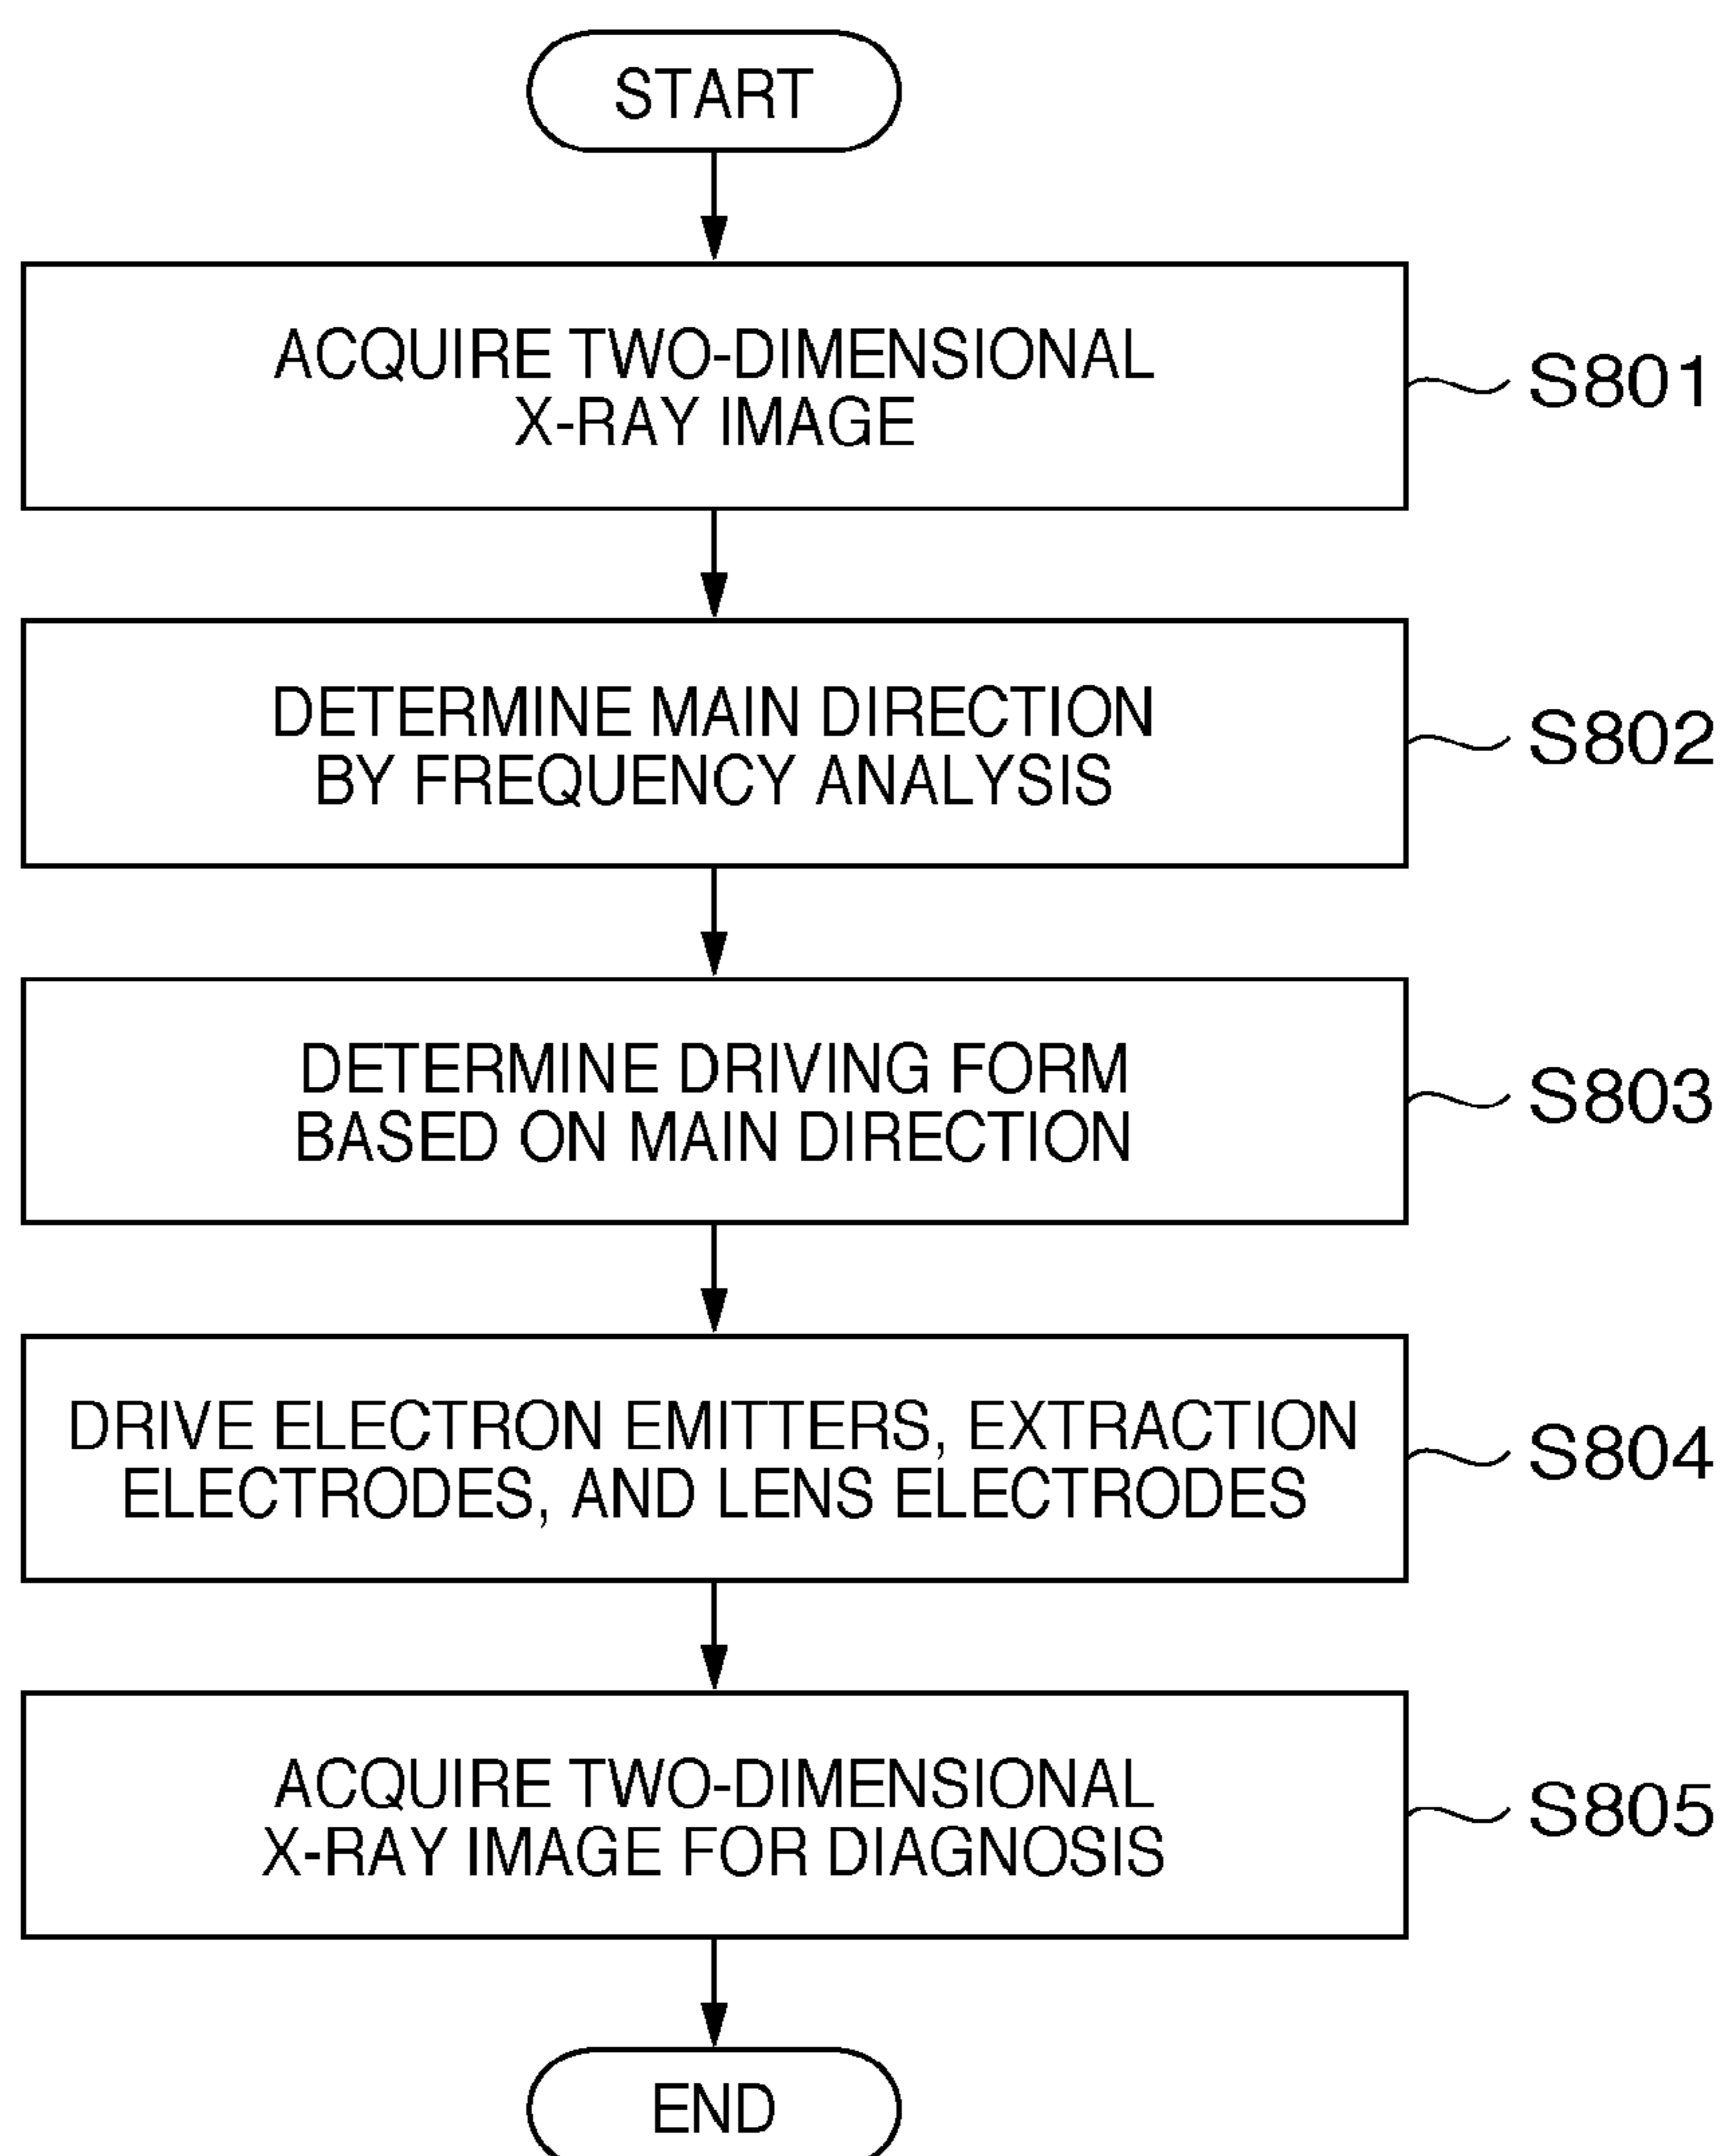 START
ACQUIRE TWO-DIMENSIONAL
X-RAY IMAGE
S801
DETERMINE MAIN DIRECTION
BY FREQUENCY ANALYSIS
S802
DETERMINE DRIVING FORM
BASED ON MAIN DIRECTION
S803
DRIVE ELECTRON EMITTERS, EXTRACTION
ELECTRODES, AND LENS ELECTRODES
S804
ACQUIRE TWO-DIMENSIONAL
X-RAY IMAGE FOR DIAGNOSIS
S805
END